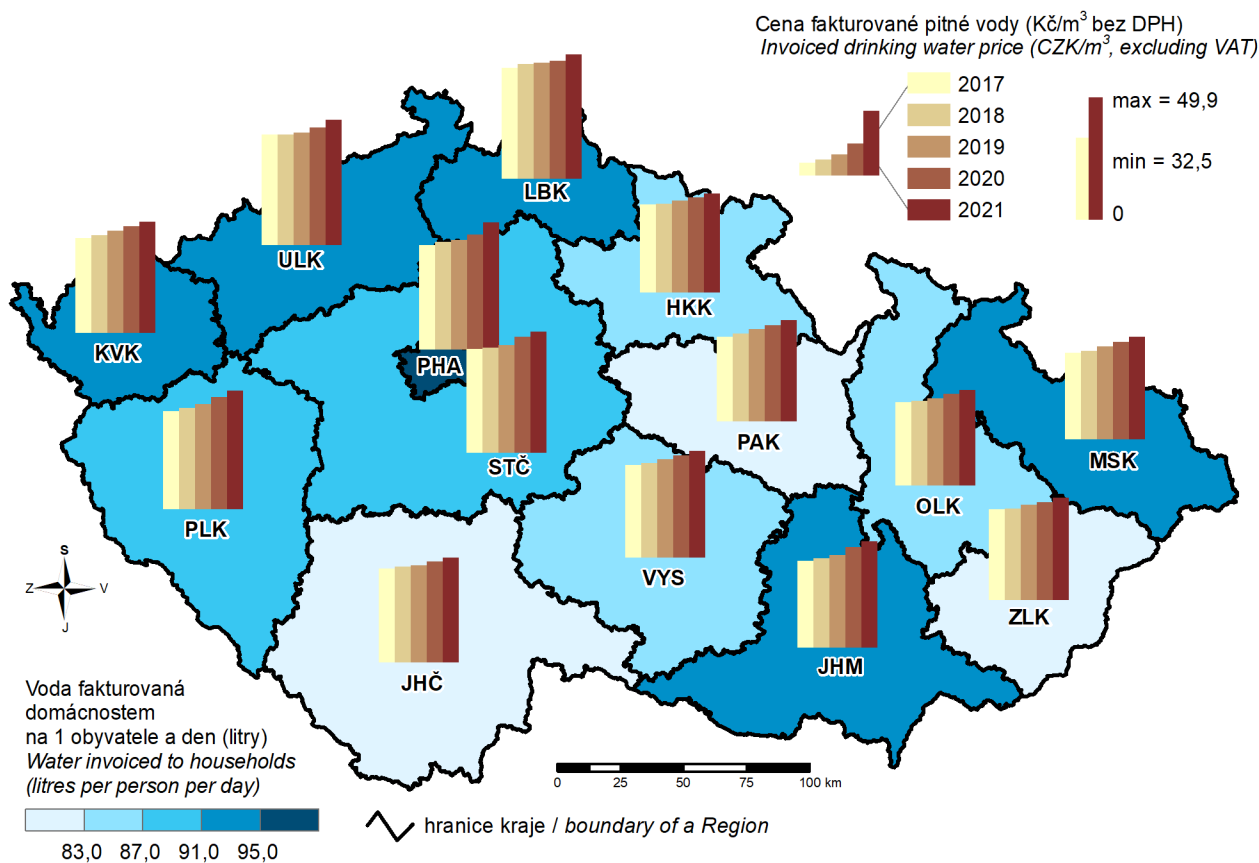 Cena fakturované pitné vody (Kč/m³ bez DPH)
Invoiced drinking water price (CZK/m³, excluding VAT)
2017
2018
2019
2020
2021
max = 49,9
min = 32,5
0
LBK
ULK
HKK
KVK
PHA
STČ
PAK
MSK
OLK
PLK
VYS
ZLK
JHČ
JHM
S
Z V
J
Voda fakturovaná
domácnostem
na 1 obyvatele a den (litry)
Water invoiced to households
(litres per person per day)
83,0 87,0 91,0 95,0
0 25 50 75 100 km
hranice kraje / boundary of a Region